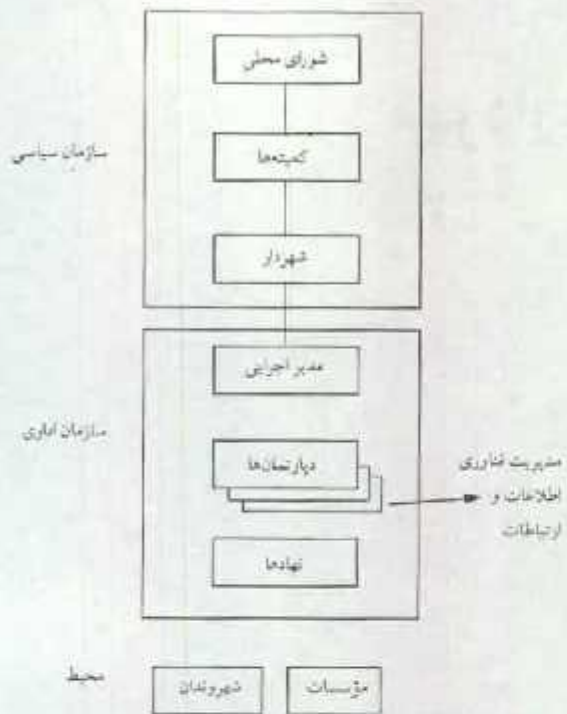 شورای محلی
سازمان سیاسی
کمیته‌ها
شهردار
مدیر اجرایی
سازمان اداری
دپارتمان‌ها
مدیریت فناوری
اطلاعات و
ارتباطات
نهادها
محیط
مؤسسات
شهروندان